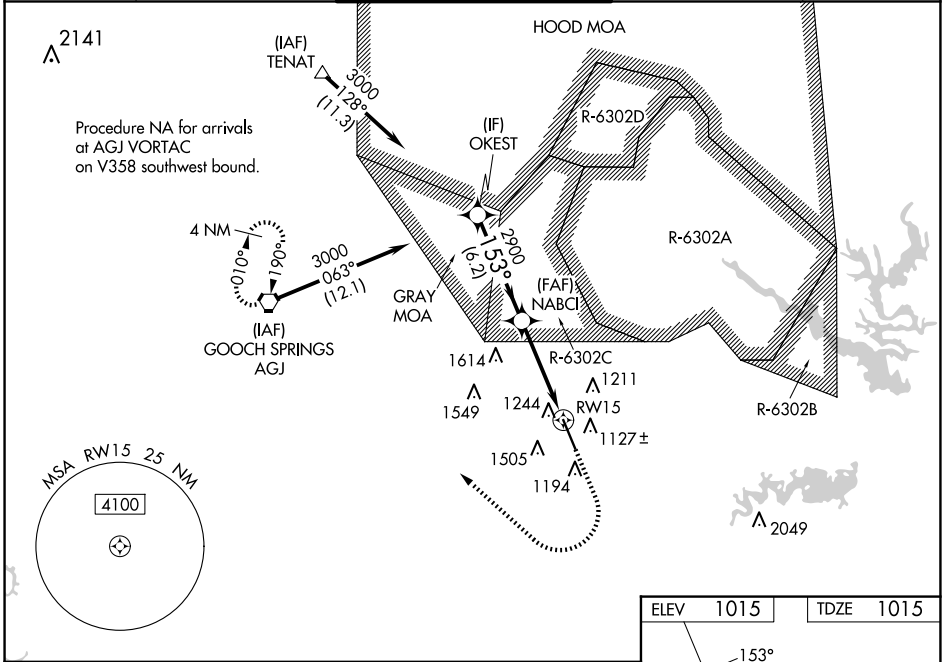 2141
(IAF)
TENAT
3000
128°
(11.3)
HOOD MOA
Procedure NA for arrivals
at AGJ VORTAC
on V358 southwest bound.
(IF)
OKEST
R-6302D
R-6302A
4 NM
010°
190°
3000
063°
(12.1)
(IAF)
GOOCH SPRINGS
AGJ
2900
153°
(6.2)
GRAY
MOA
(FAF)
NABCI
R-6302C
R-6302B
1614
1549
1244
1211
RW15
1127±
1505
1194
2049
MSA RW15 25 NM
4100
ELEV 1015
TDZE 1015
153°